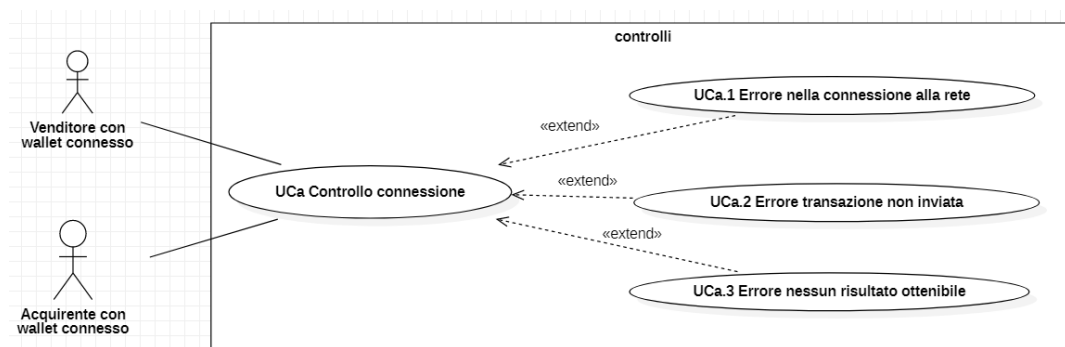 controlli
UCa.1 Errore nella connessione alla rete
Venditore con
wallet connesso
«extend»
UCa Controllo connessione
«extend»
UCa.2 Errore transazione non inviata
«extend»
UCa.3 Errore nessun risultato ottenibile
Acquirente con
wallet connesso